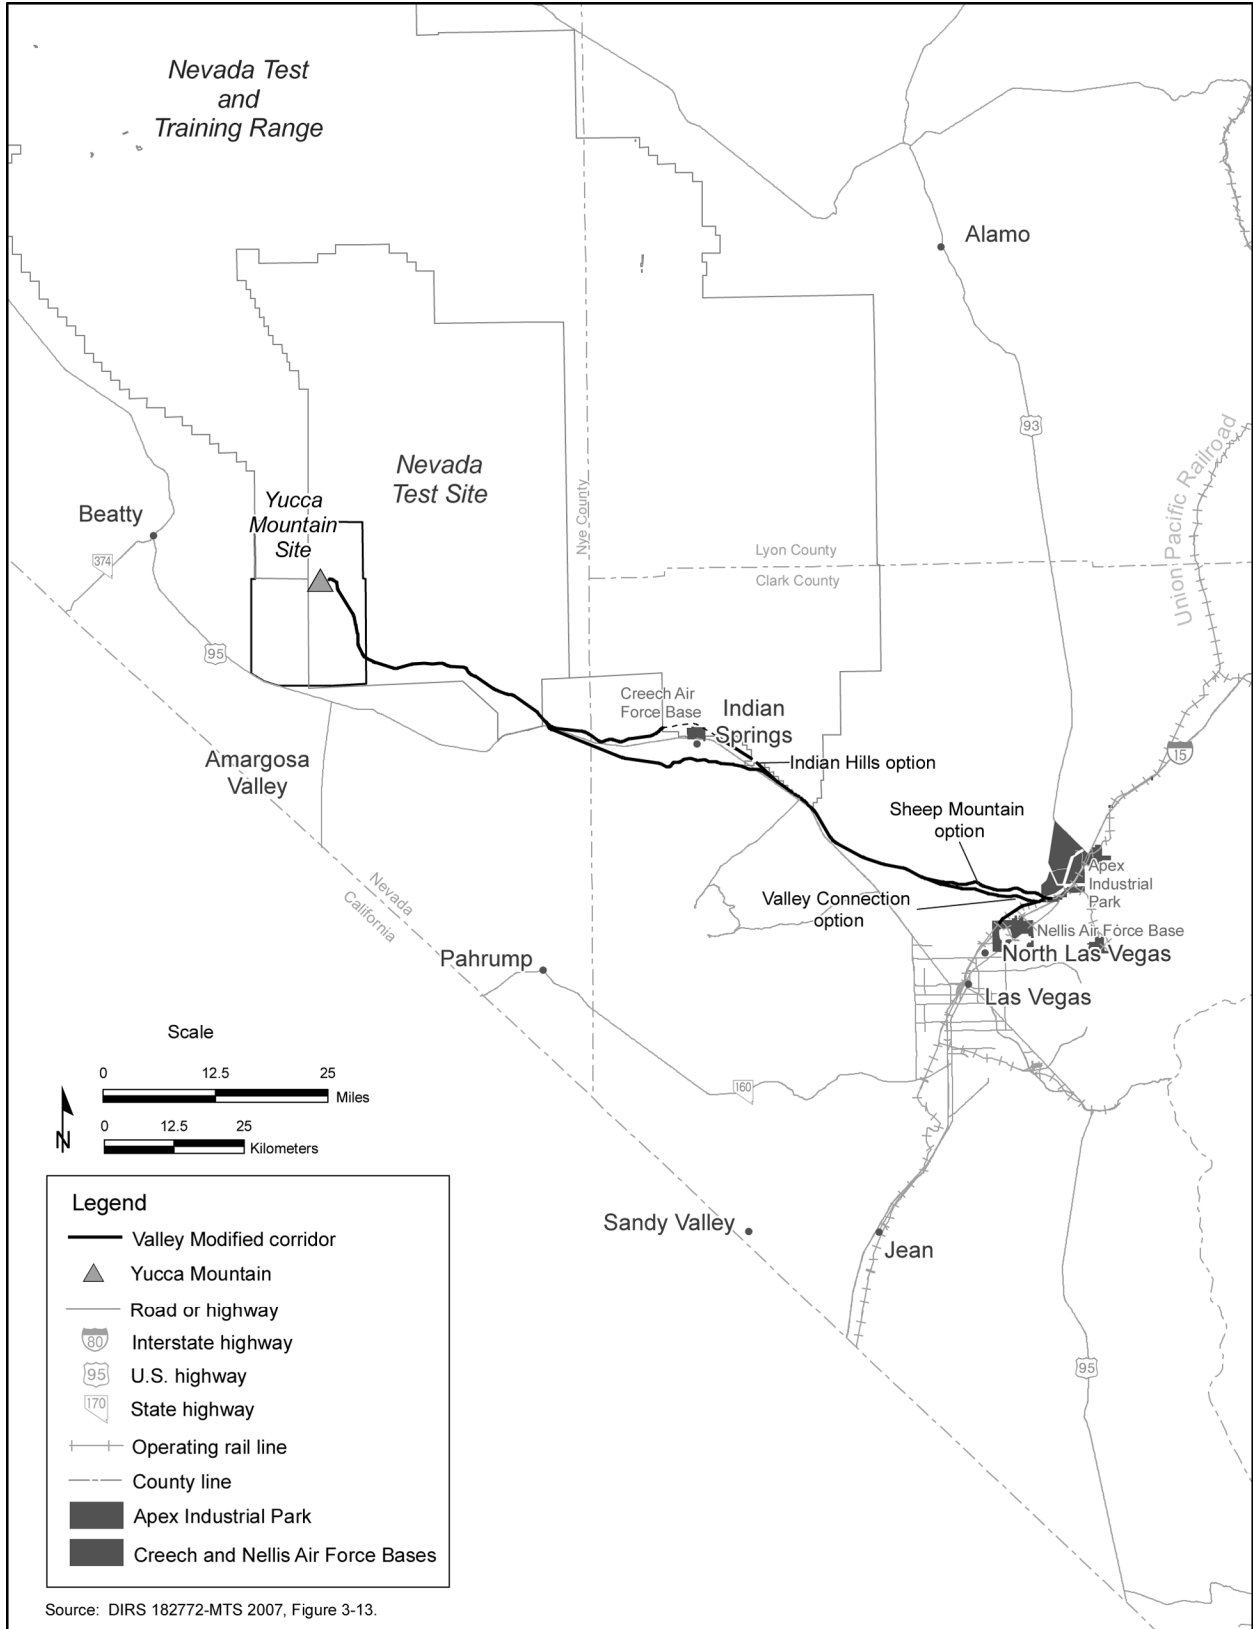 Nevada Test
and
Training Range
Alamo
93
Union Pacific Railroad
Nevada
Test Site
Yucca
Mountain
Site
Beatty
374
Nye County
Lyon County
Clark County
95
Creech Air
Force Base
Indian
Springs
15
Amargosa
Valley
Indian Hills option
Sheep Mountain
option
Apex
Industrial
Park
Nevada
California
Valley Connection
option
Nellis Air Force Base
North Las Vegas
Pahrump
Las Vegas
Scale
0 12.5 25
Miles
160
N
0 12.5 25
Kilometers
Legend
Valley Modified corridor
Yucca Mountain
Road or highway
80
Interstate highway
95
U.S. highway
170
State highway
Operating rail line
County line
Apex Industrial Park
Creech and Nellis Air Force Bases
Sandy Valley
Jean
95
Source: DIRS 182772-MTS 2007, Figure 3-13.